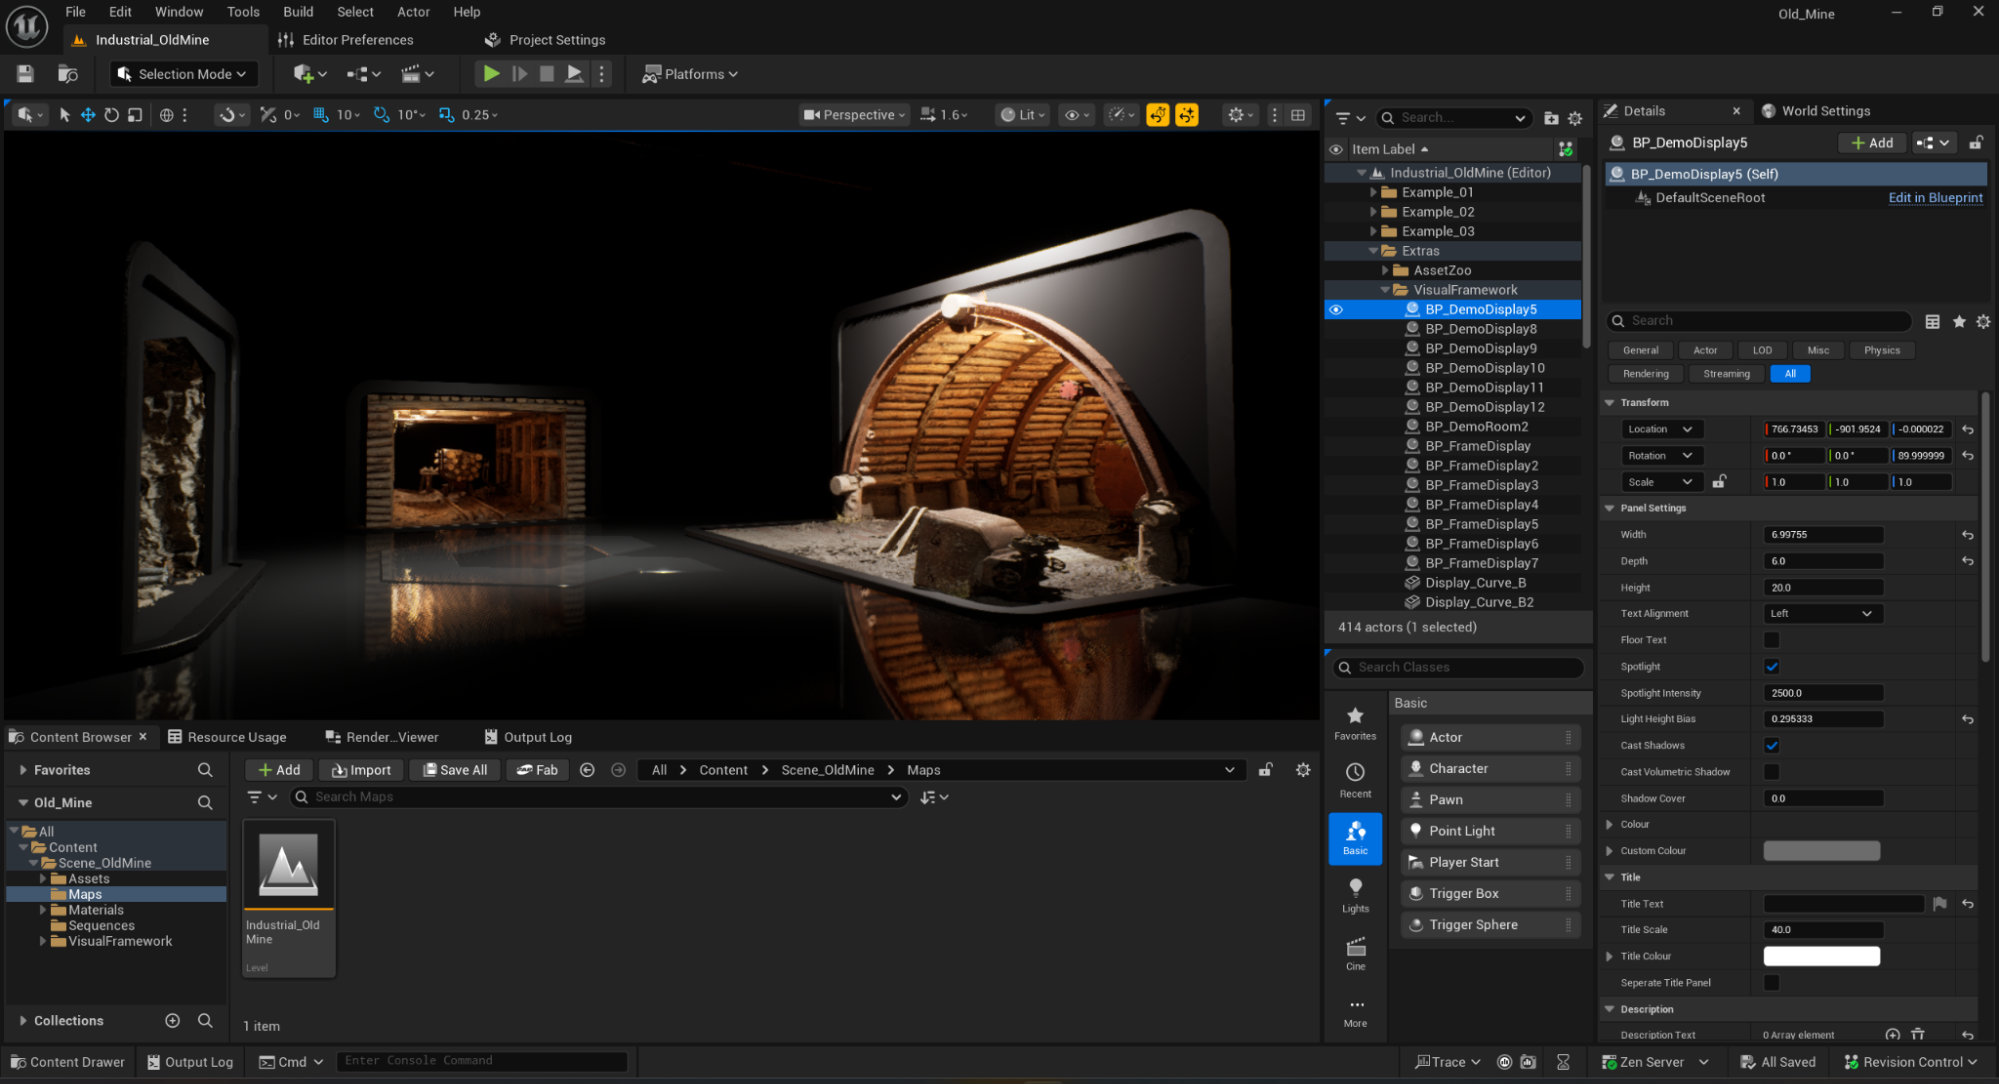 File Edit Window Tools Build Select Actor Help
Old_Mine
Industrial_OldMine
Editor Preferences
Project Settings
Selection Mode
Platforms
0 10 10° 0.25
Perspective 1.6 Lit
Search...
Item Label
Industrial_OldMine (Editor)
Example_01
Example_02
Example_03
Extras
AssetZoo
VisualFramework
BP_DemoDisplay5
BP_DemoDisplay8
BP_DemoDisplay9
BP_DemoDisplay10
BP_DemoDisplay11
BP_DemoDisplay12
BP_DemoRoom2
BP_FrameDisplay
BP_FrameDisplay2
BP_FrameDisplay3
BP_FrameDisplay4
BP_FrameDisplay5
BP_FrameDisplay6
BP_FrameDisplay7
Display_Curve_B
Display_Curve_B2
414 actors (1 selected)
Search Classes
Favorites
Recent
Basic
Lights
Cine
More
Basic
Actor
Character
Pawn
Point Light
Player Start
Trigger Box
Trigger Sphere
Details
World Settings
BP_DemoDisplay5
Add
BP_DemoDisplay5 (Self)
DefaultSceneRoot Edit in Blueprint
Search
General Actor LOD Misc Physics
Rendering Streaming All
Transform
Location 766.73453 -901.9524 -0.000022
Rotation 0.0° 0.0° 89.999999
Scale 1.0 1.0 1.0
Panel Settings
Width 6.99755
Depth 6.0
Height 20.0
Text Alignment Left
Floor Text
Spotlight
Spotlight Intensity 2500.0
Light Height Bias 0.295333
Cast Shadows
Cast Volumetric Shadow
Shadow Cover 0.0
Colour
Custom Colour
Title
Title Text
Title Scale 40.0
Title Colour
Seperate Title Panel
Description
Description Text 0 Array element
Content Browser
Resource Usage
Render...Viewer
Output Log
Favorites
Old_Mine
All
Content
Scene_OldMine
Assets
Maps
Materials
Sequences
VisualFramework
Collections
Add Import Save All Fab
All Content Scene_OldMine Maps
Search Maps
Industrial_Old
Mine
Level
1 item
Content Drawer
Output Log
Cmd
Enter Console Command
Trace
Zen Server
All Saved
Revision Control